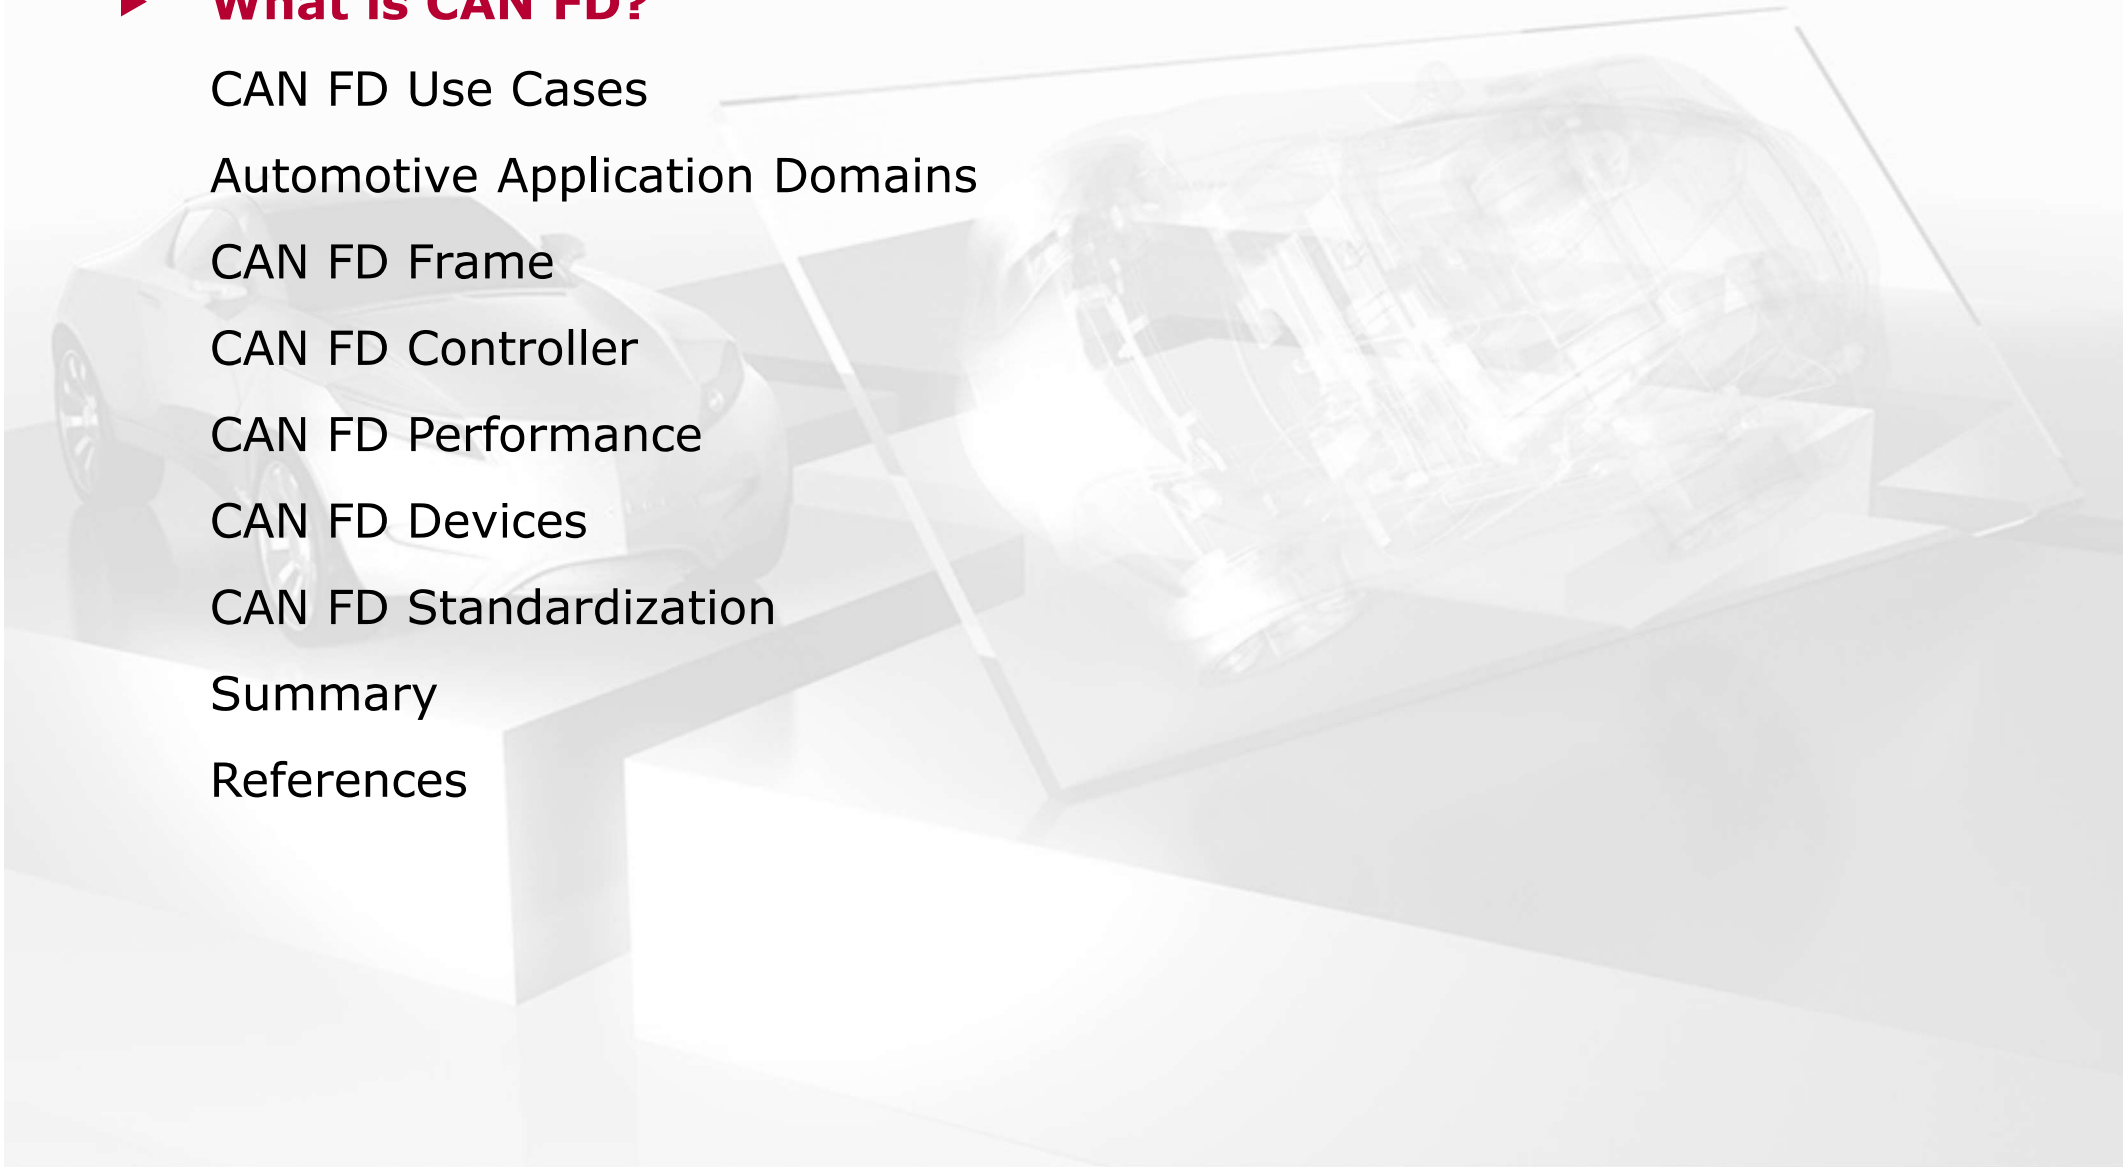 What is CAN FD?
CAN FD Use Cases
Automotive Application Domains
CAN FD Frame
CAN FD Controller
CAN FD Performance
CAN FD Devices
CAN FD Standardization
Summary
References